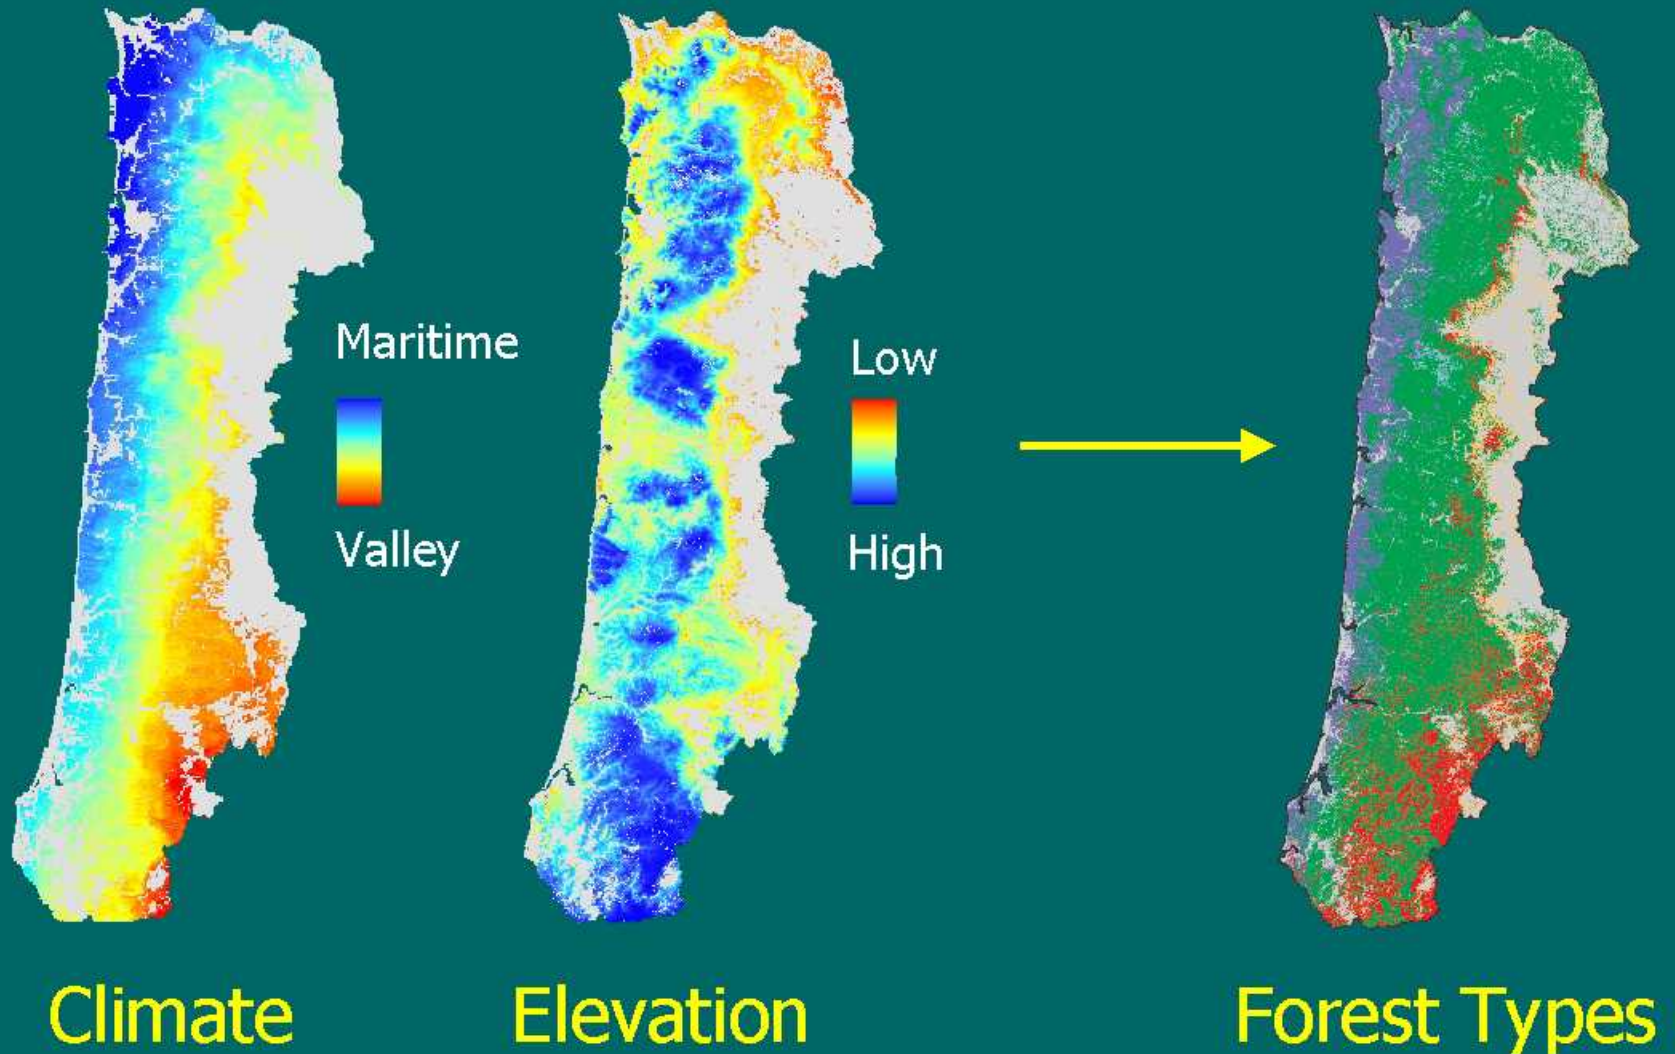 Maritime
Valley
Low
High
Climate
Elevation
Forest Types